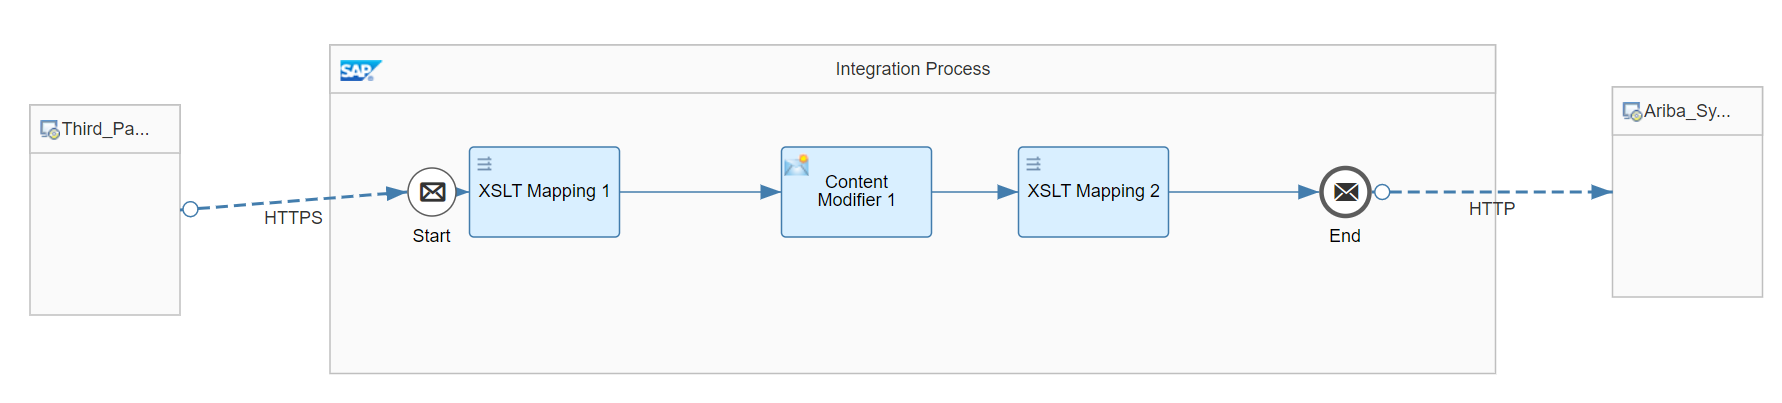 SAP
Integration Process
Third_Pa...
Ariba_Sy...
HTTPS
Start
XSLT Mapping 1
Content
Modifier 1
XSLT Mapping 2
End
HTTP